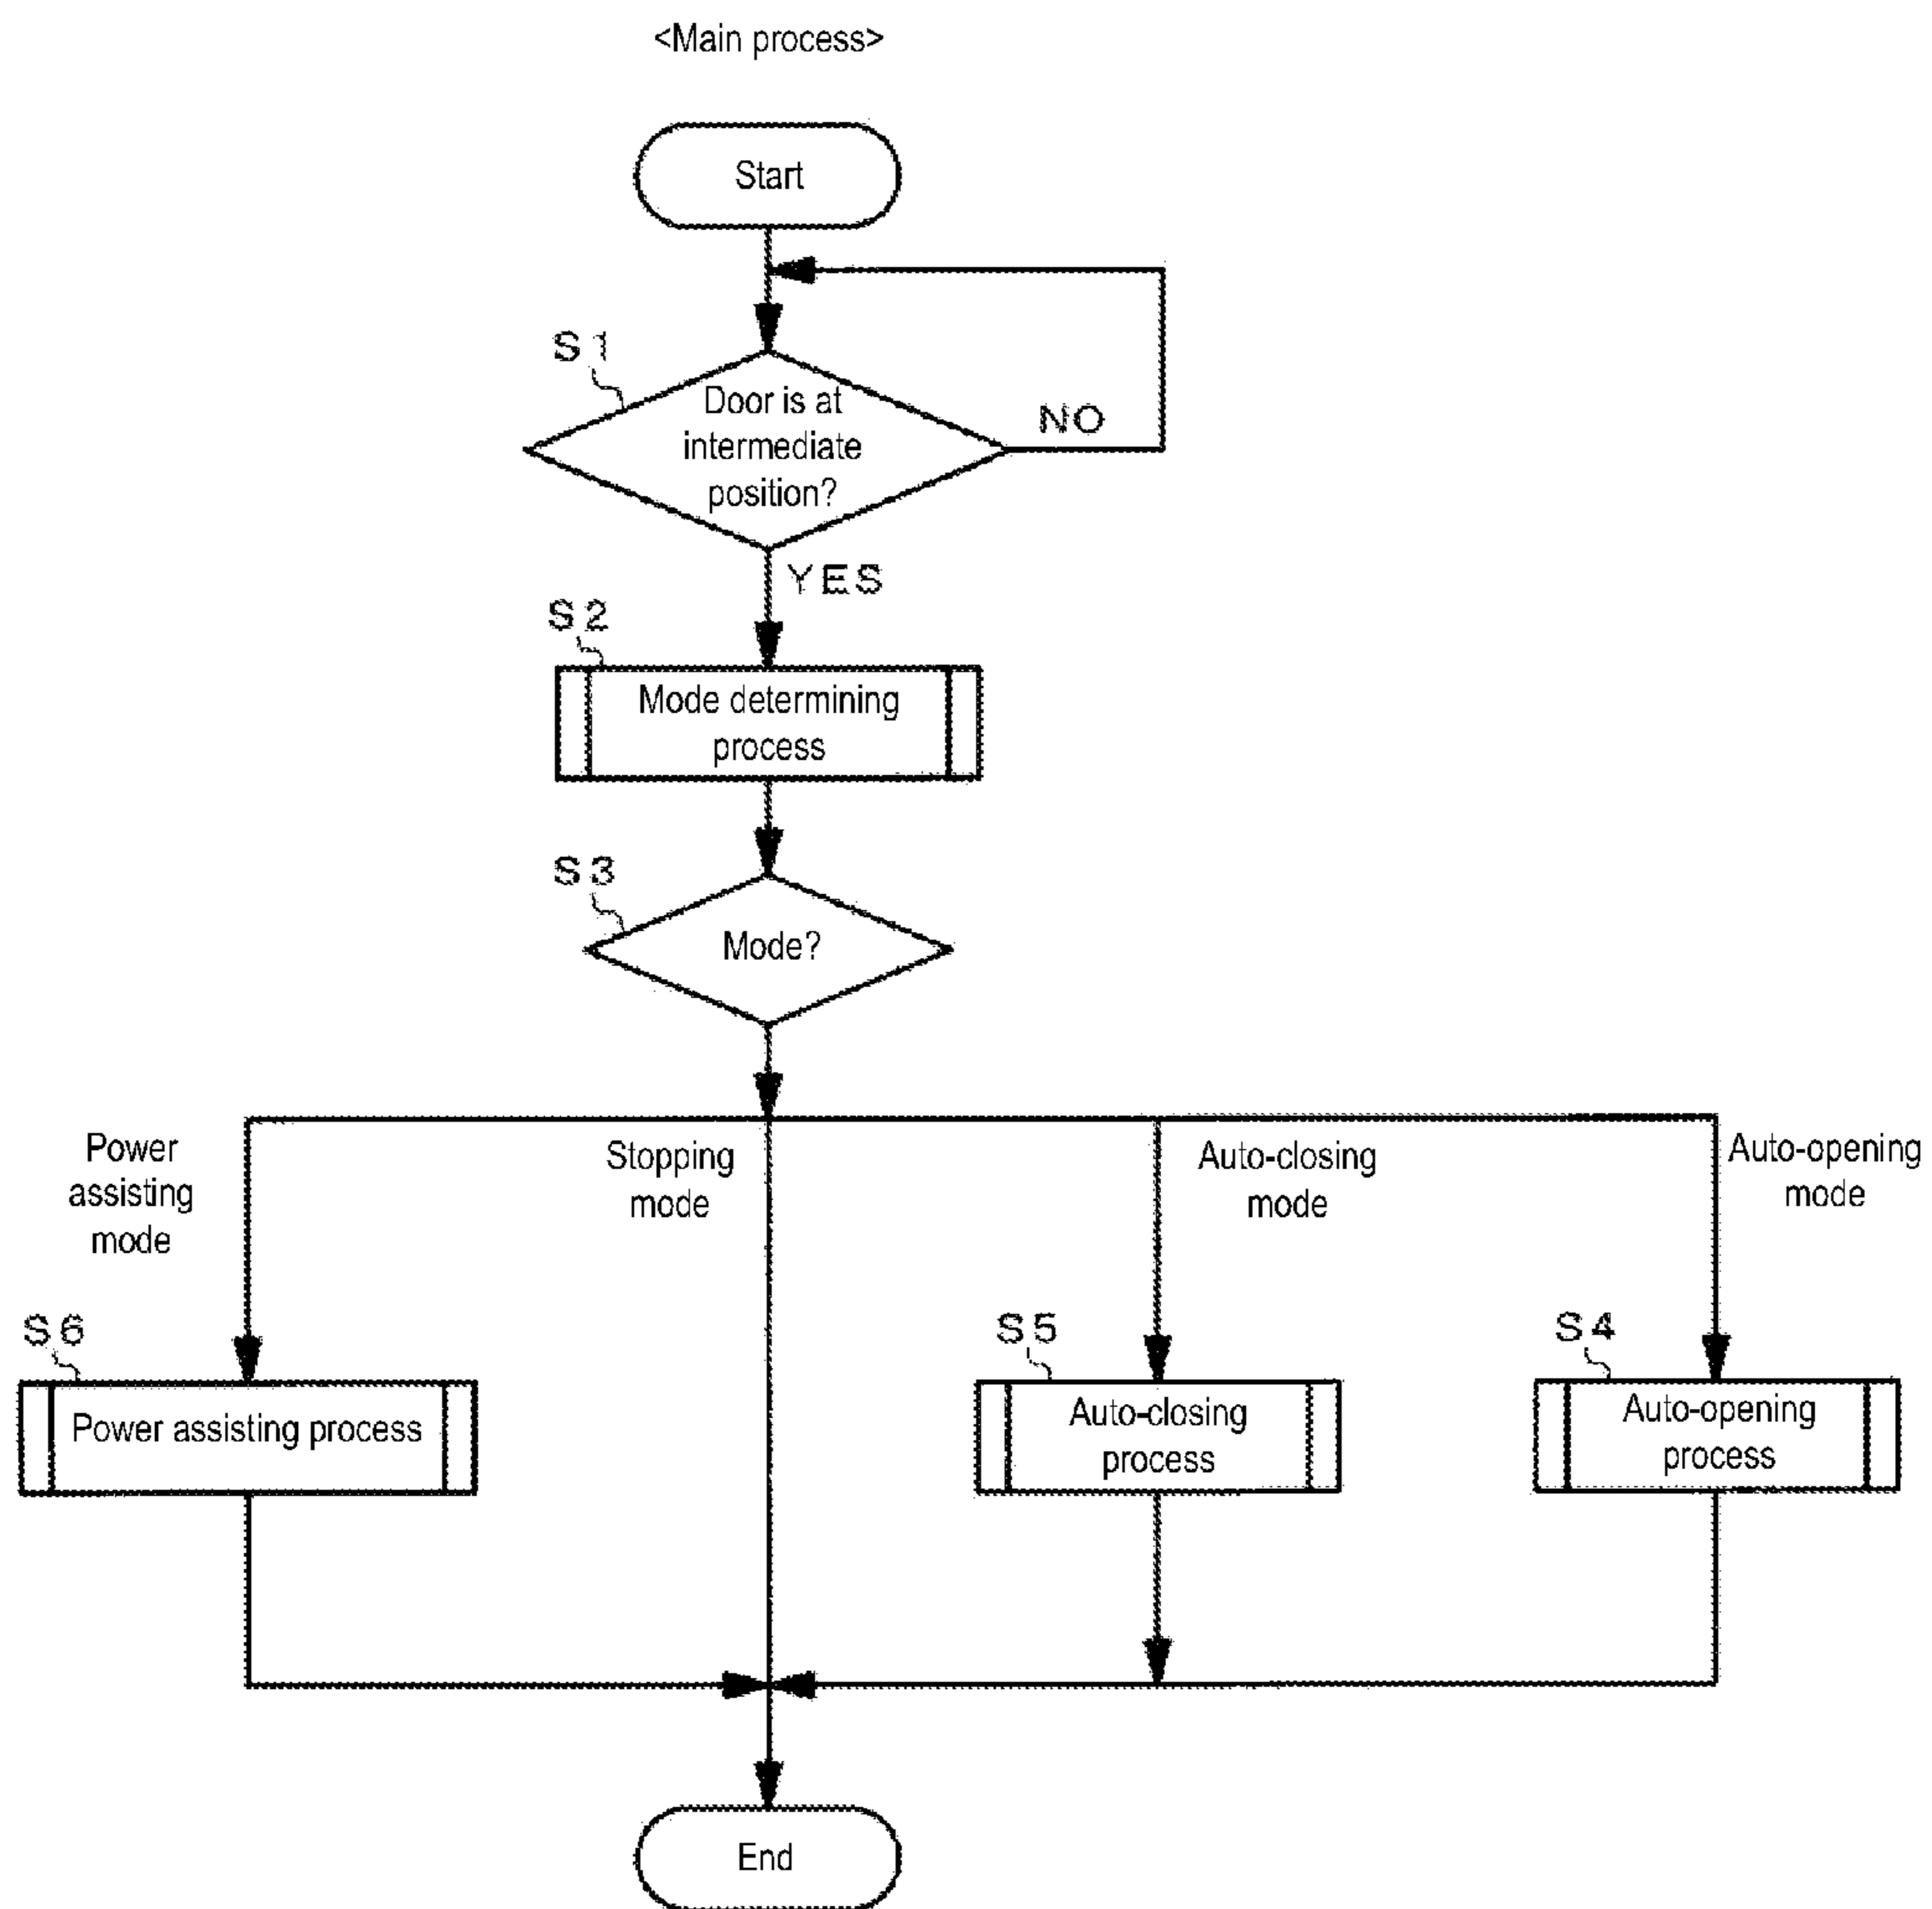 <Main process>
Start
S1
Door is at
intermediate
position?
NO
YES
S2
Mode determining
process
S3
Mode?
Power
assisting
mode
Stopping
mode
Auto-closing
mode
Auto-opening
mode
S6
Power assisting process
S5
Auto-closing
process
S4
Auto-opening
process
End